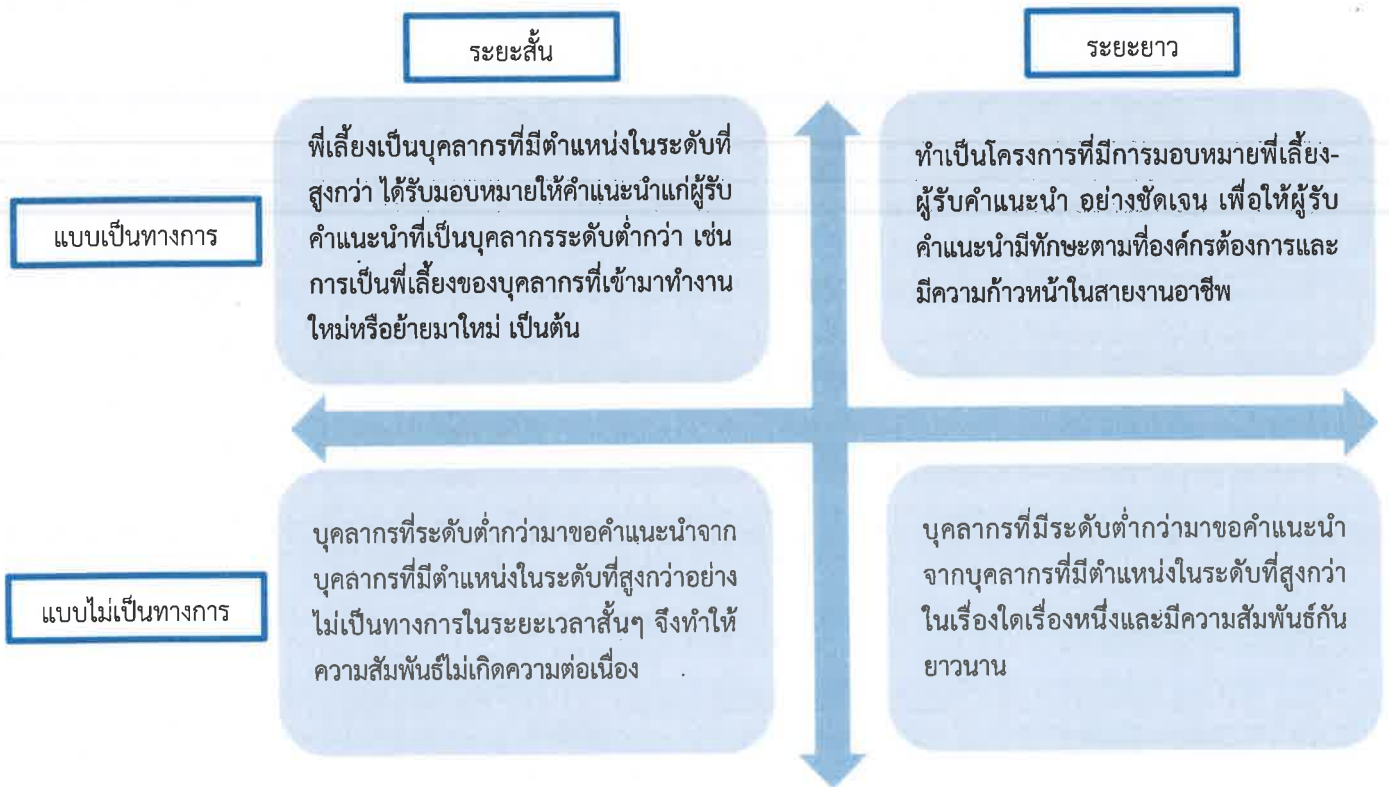 ระยะสั้น
ระยะยาว
แบบเป็นทางการ
พี่เลี้ยงเป็นบุคลากรที่มีตำแหน่งในระดับที่
สูงกว่า ได้รับมอบหมายให้คำแนะนำแก่ผู้รับ
คำแนะนำที่เป็นบุคลากรระดับต่ำกว่า เช่น
การเป็นพี่เลี้ยงของบุคลากรที่เข้ามาทำงาน
ใหม่หรือย้ายมาใหม่ เป็นต้น
ทำเป็นโครงการที่มีการมอบหมายพี่เลี้ยง-
ผู้รับคำแนะนำ อย่างชัดเจน เพื่อให้ผู้รับ
คำแนะนำมีทักษะตามที่องค์กรต้องการและ
มีความก้าวหน้าในสายงานอาชีพ
แบบไม่เป็นทางการ
บุคลากรที่ระดับต่ำกว่ามาขอคำแนะนำจาก
บุคลากรที่มีตำแหน่งในระดับที่สูงกว่าอย่าง
ไม่เป็นทางการในระยะเวลาสั้นๆ จึงทำให้
ความสัมพันธ์ไม่เกิดความต่อเนื่อง
บุคลากรที่มีระดับต่ำกว่ามาขอคำแนะนำ
จากบุคลากรที่มีตำแหน่งในระดับที่สูงกว่า
ในเรื่องใดเรื่องหนึ่งและมีความสัมพันธ์กัน
ยาวนาน